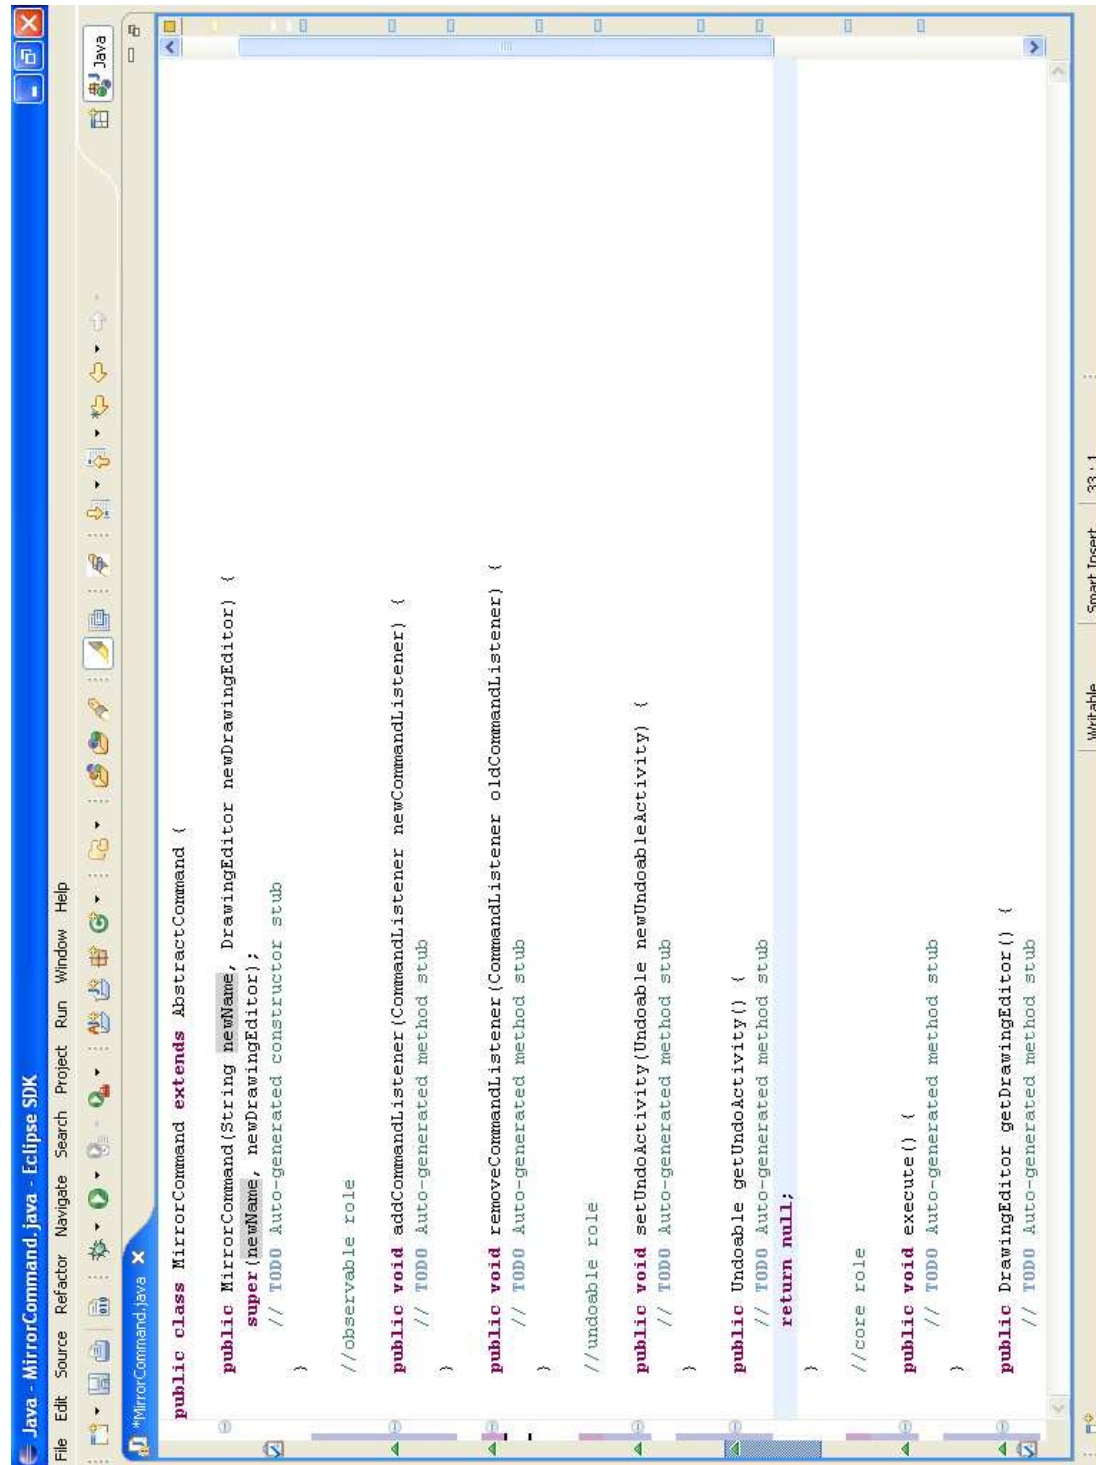 Java - MirrorCommand.java - Eclipse SDK
File Edit Source Refactor Navigate Search Project Run Window Help
Java
*MirrorCommand.java
public class MirrorCommand extends AbstractCommand {
public MirrorCommand(String newName, DrawingEditor newDrawingEditor) {
super(newName, newDrawingEditor);
// TODO Auto-generated constructor stub
}
//observable role
public void addCommandListener(CommandListener newCommandListener) {
// TODO Auto-generated method stub
}
public void removeCommandListener(CommandListener oldCommandListener) {
// TODO Auto-generated method stub
}
//undoable role
public void setUndoActivity(Undoable newUndoableActivity) {
// TODO Auto-generated method stub
}
public Undoable getUndoActivity() {
// TODO Auto-generated method stub
return null;
}
//core role
public void execute() {
// TODO Auto-generated method stub
}
public DrawingEditor getDrawingEditor() {
// TODO Auto-generated method stub
Writable Smart Insert 33 : 1